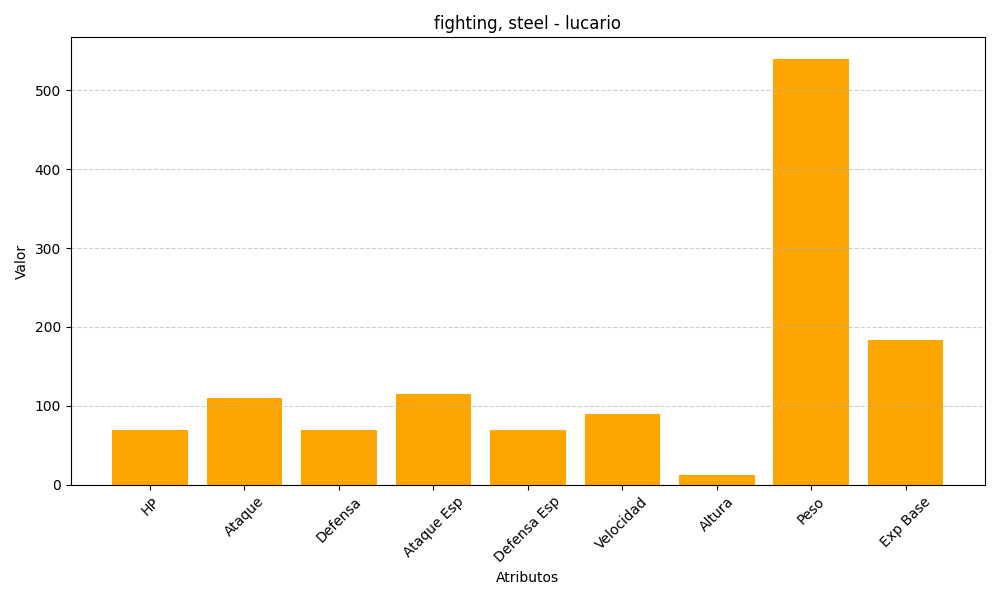 fighting, steel - lucario
Valor
500
400
300
200
100
0
HP
Ataque
Defensa
Ataque Esp
Defensa Esp
Velocidad
Altura
Peso
Exp Base
Atributos